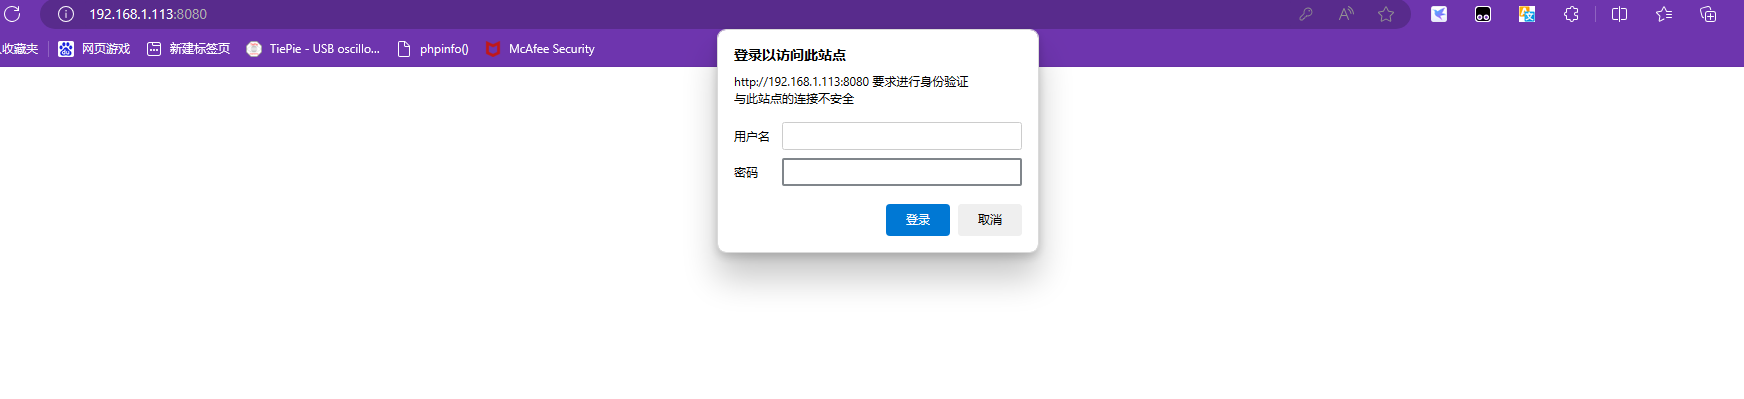 192.168.1.113:8080
收藏夹 网页游戏 新建标签页 TiePie - USB oscillo... phpinfo() McAfee Security
登录以访问此站点
http://192.168.1.113:8080 要求进行身份验证
与此站点的连接不安全
用户名
密码
登录 取消